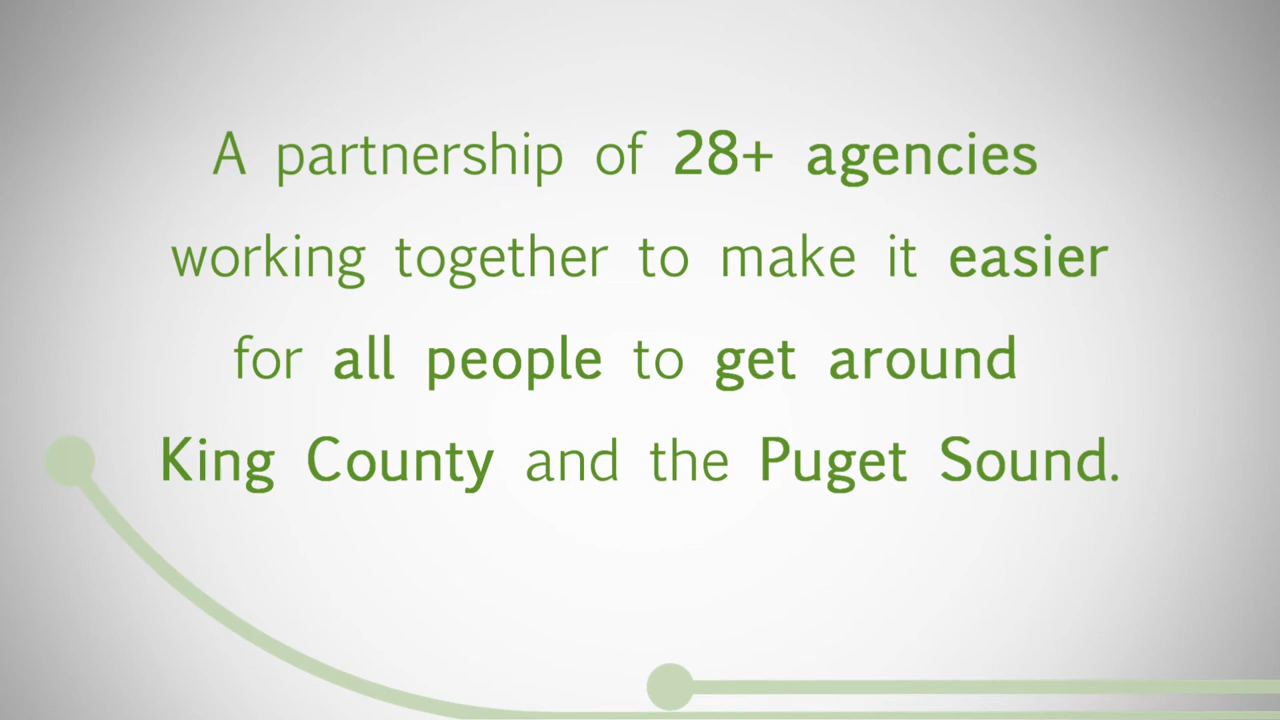 A partnership of 28+ agencies
working together to make it easier
for all people to get around
King County and the Puget Sound.